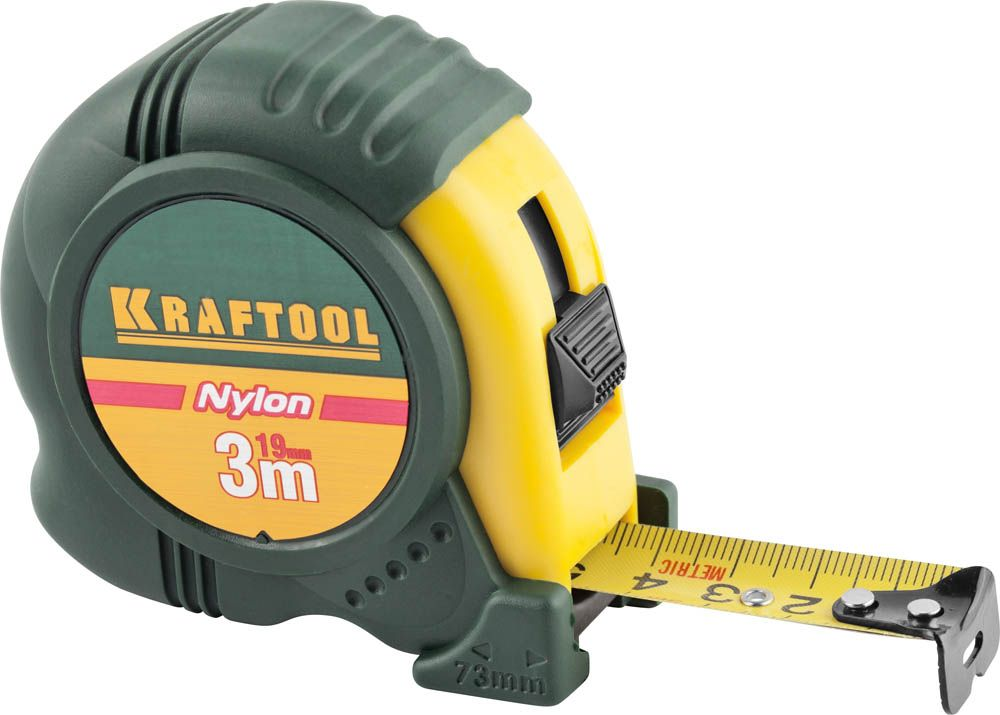 KRAFTOOL
Nylon
19mm
3m
METRIC
4 3 2
73mm